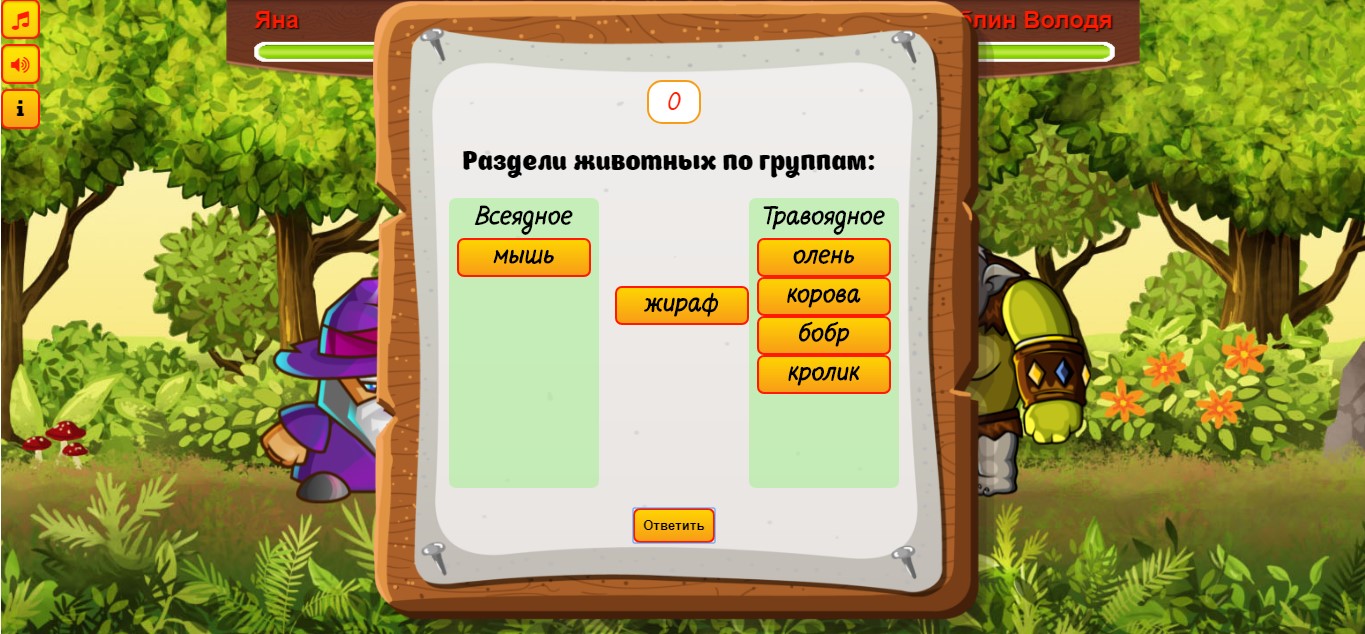 Яна
блин Володя
i
0
Раздели животных по группам:
Всеядное
мышь
жираф
Травоядное
олень
корова
бобр
кролик
Ответить